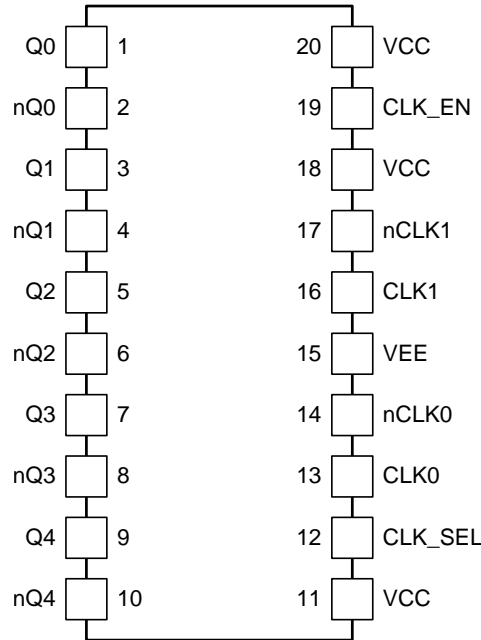 Q0 1 20 VCC
nQ0 2 19 CLK_EN
Q1 3 18 VCC
nQ1 4 17 nCLK1
Q2 5 16 CLK1
nQ2 6 15 VEE
Q3 7 14 nCLK0
nQ3 8 13 CLK0
Q4 9 12 CLK_SEL
nQ4 10 11 VCC